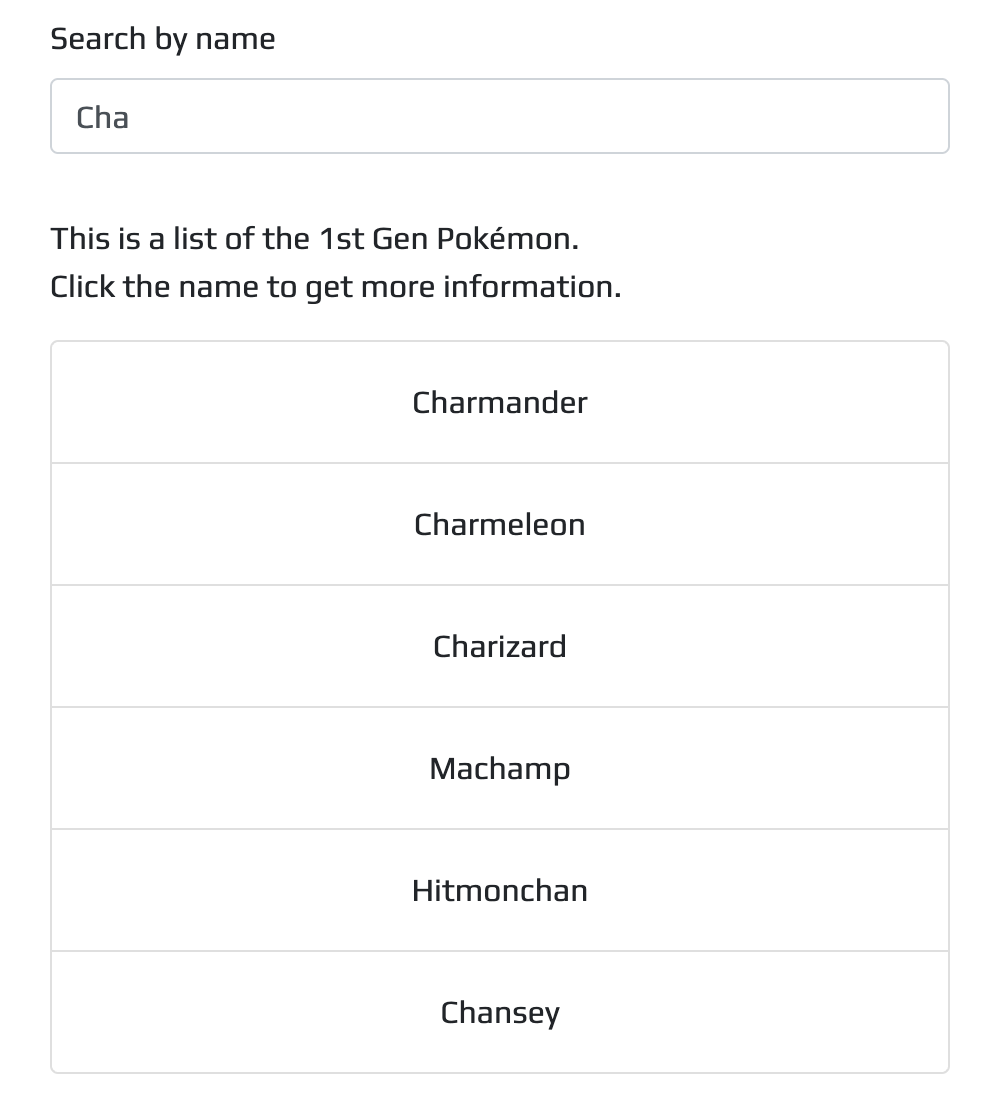 Search by name
Cha
This is a list of the 1st Gen Pokémon.
Click the name to get more information.
Charmander
Charmeleon
Charizard
Machamp
Hitmonchan
Chansey